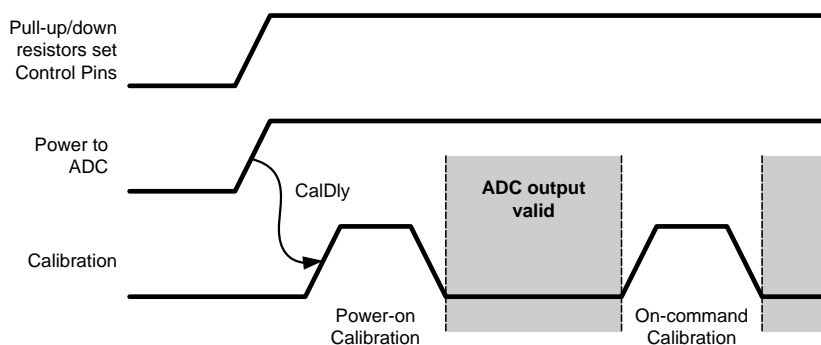 Pull-up/down
resistors set
Control Pins
Power to
ADC
CalDly
ADC output
valid
Calibration
Power-on
Calibration
On-command
Calibration